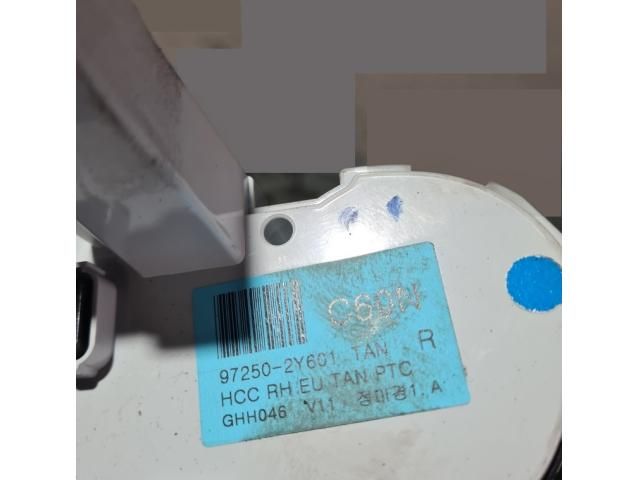 C60N
97250-2Y601 TAN R
HCC RH.EU TAN PTC
GHH046 V11 정미경1 A